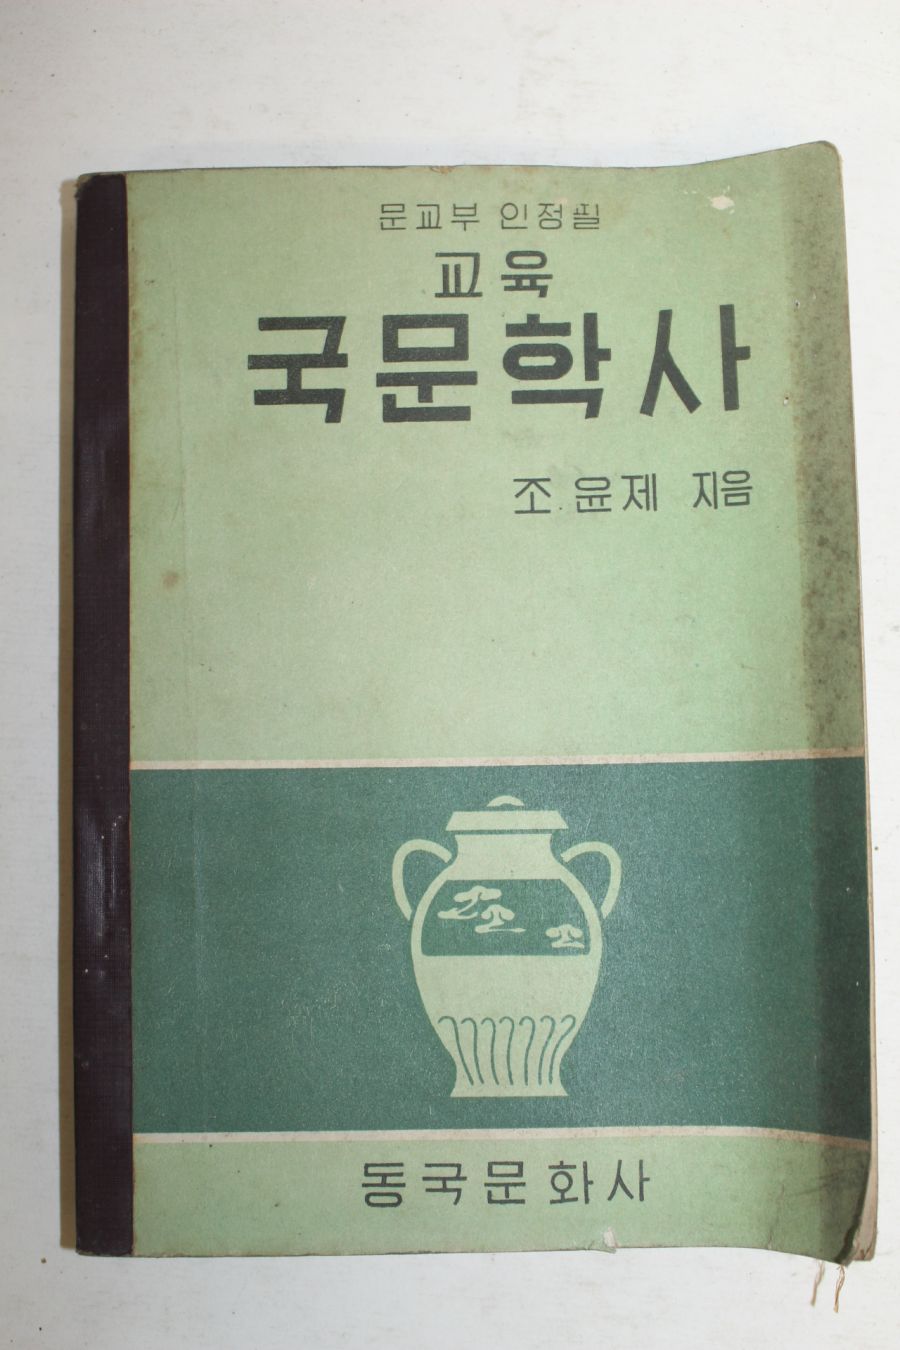 문교부 인정필
교육
국문학사
조윤제 지음
동국문화사